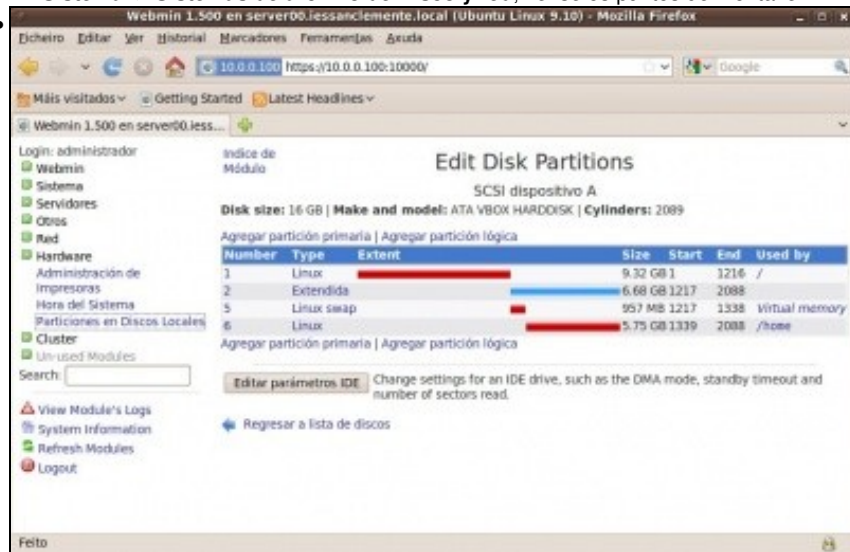 Webmin 1.500 en server00.iessanclemente.local (Ubuntu Linux 9.10) - Mozilla Firefox
Ficheiro Editar Ver Historial Marcadores Ferramentas Axuda
10.0.0.100 https://10.0.0.100:10000/
Google
Máis visitados Getting Started Latest Headlines
Webmin 1.500 en server00.iess...
Login: administrador
Webmin
Sistema
Servidores
Otros
Red
Hardware
Administración de
Impresoras
Hora del Sistema
Particiones en Discos Locales
Cluster
Un-used Modules
Search:
View Module's Logs
System Information
Refresh Modules
Logout
Indice de
Módulo
Edit Disk Partitions
SCSI dispositivo A
Disk size: 16 GB | Make and model: ATA VBOX HARDDISK | Cylinders: 2089
Agregar partición primaria | Agregar partición lógica
Number Type Extent Size Start End Used by
1 Linux 9.32 GB 1 1216 /
2 Extendida 6.68 GB 1217 2088
5 Linux swap 957 MB 1217 1338 Virtual memory
6 Linux 5.75 GB 1339 2088 /home
Agregar partición primaria | Agregar partición lógica
Editar parámetros IDE
Change settings for an IDE drive, such as the DMA mode, standby timeout and
number of sectors read.
Regresar a lista de discos
Feito